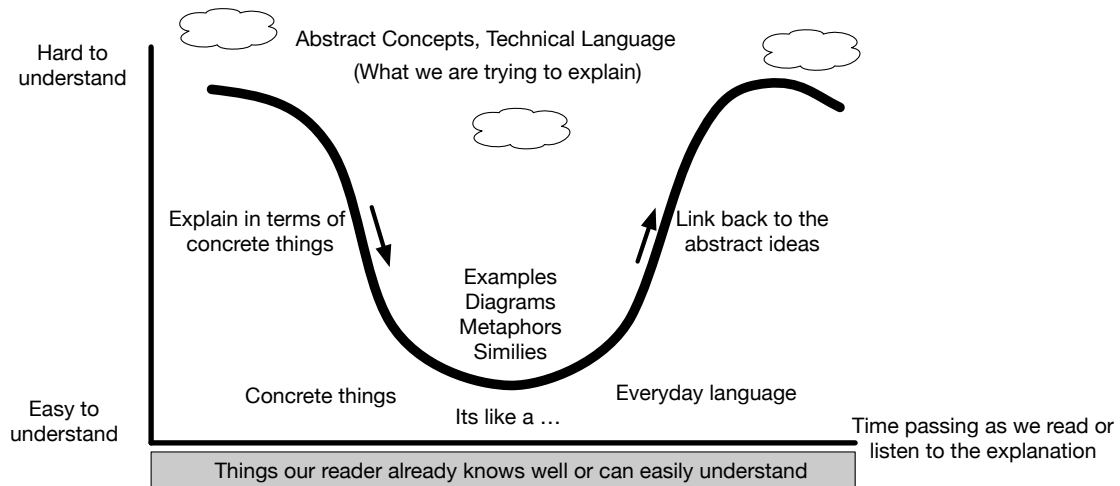 Abstract Concepts, Technical Language
(What we are trying to explain)
Hard to
understand
Explain in terms of
concrete things
Link back to the
abstract ideas
Examples
Diagrams
Metaphors
Similies
Concrete things
Everyday language
Its like a …
Easy to
understand
Time passing as we read or
listen to the explanation
Things our reader already knows well or can easily understand